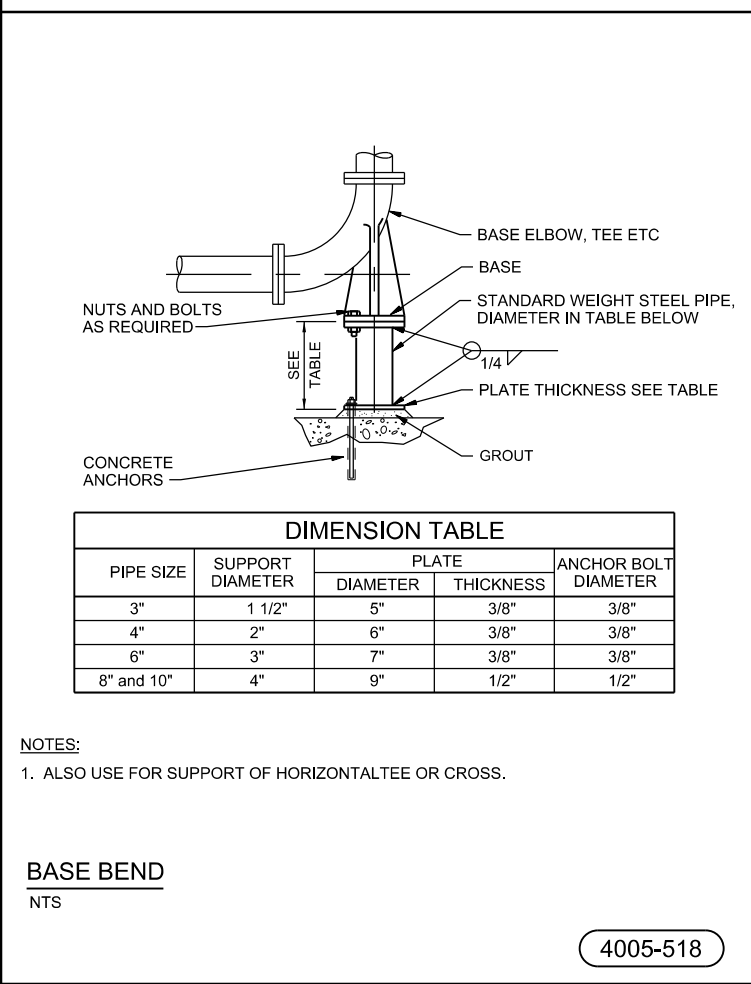 BASE ELBOW, TEE ETC
BASE
NUTS AND BOLTS
AS REQUIRED
STANDARD WEIGHT STEEL PIPE,
DIAMETER IN TABLE BELOW
SEE
TABLE
1/4
PLATE THICKNESS SEE TABLE
CONCRETE
ANCHORS
GROUT
DIMENSION TABLE
PIPE SIZE SUPPORT DIAMETER PLATE ANCHOR BOLT DIAMETER
DIAMETER THICKNESS
3" 1 1/2" 5" 3/8" 3/8"
4" 2" 6" 3/8" 3/8"
6" 3" 7" 3/8" 3/8"
8" and 10" 4" 9" 1/2" 1/2"
NOTES:
1. ALSO USE FOR SUPPORT OF HORIZONTALTEE OR CROSS.
BASE BEND
NTS
4005-518